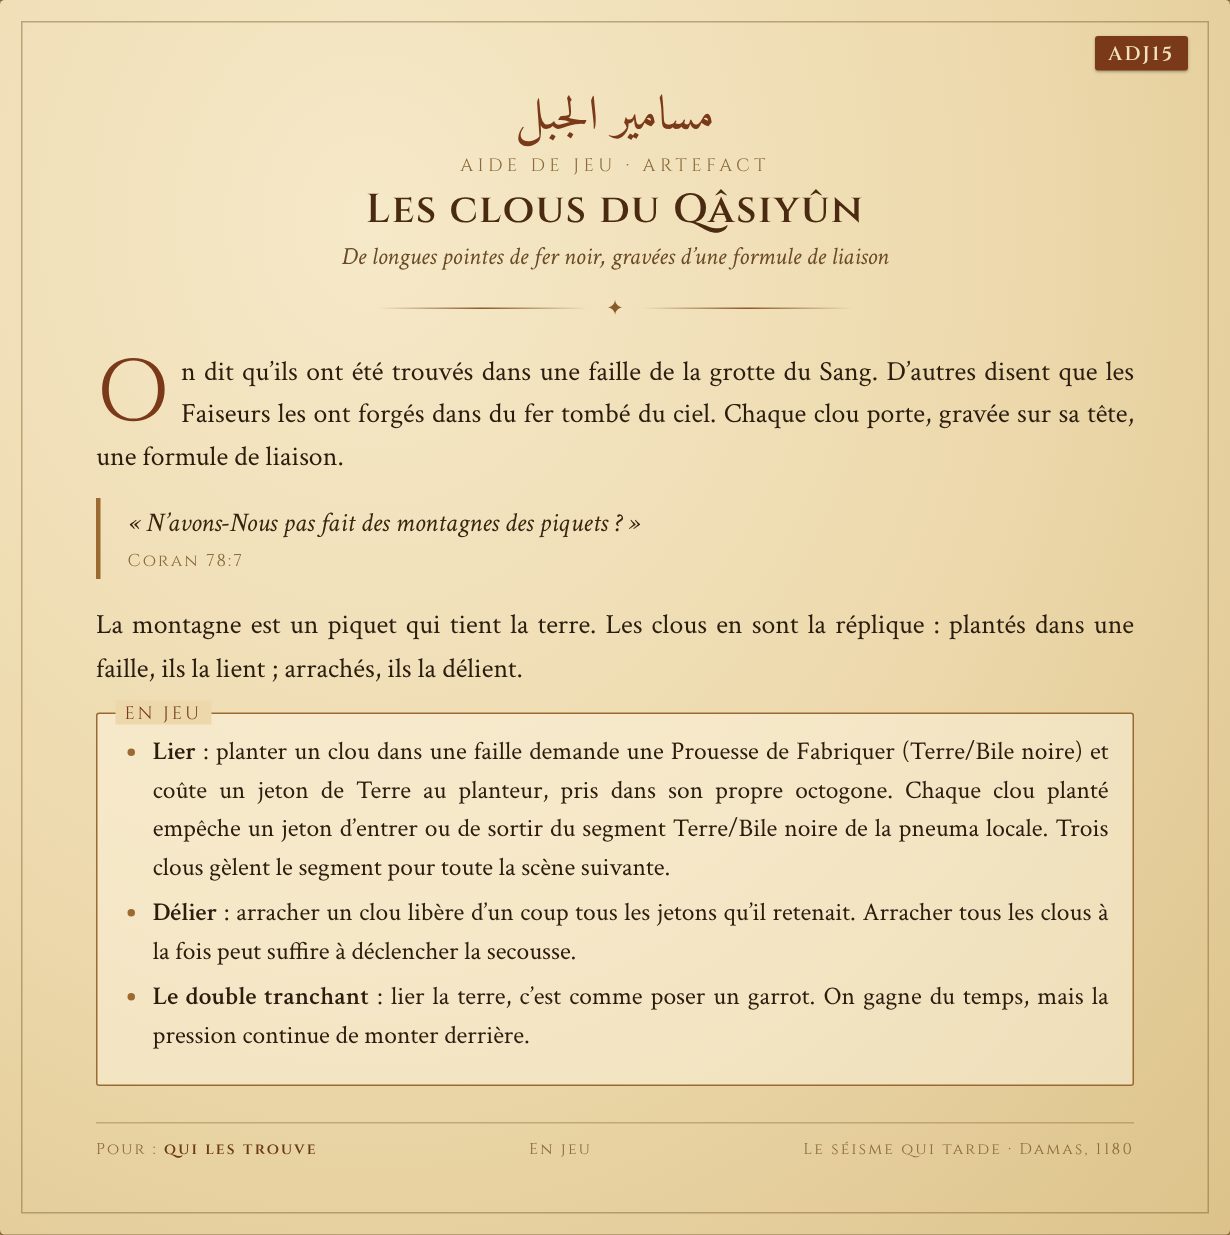 ADJ15
مسامير الجبل
AIDE DE JEU · ARTEFACT
LES CLOUS DU QÂSIYÛN
De longues pointes de fer noir, gravées d’une formule de liaison
✦
On dit qu’ils ont été trouvés dans une faille de la grotte du Sang. D’autres disent que les
Faiseurs les ont forgés dans du fer tombé du ciel. Chaque clou porte, gravée sur sa tête,
une formule de liaison.
« N’avons-Nous pas fait des montagnes des piquets ? »
CORAN 78:7
La montagne est un piquet qui tient la terre. Les clous en sont la réplique : plantés dans une
faille, ils la lient ; arrachés, ils la délient.
EN JEU
• Lier : planter un clou dans une faille demande une Prouesse de Fabriquer (Terre/Bile noire) et
coûte un jeton de Terre au planteur, pris dans son propre octogone. Chaque clou planté
empêche un jeton d’entrer ou de sortir du segment Terre/Bile noire de la pneuma locale. Trois
clous gèlent le segment pour toute la scène suivante.
• Délier : arracher un clou libère d’un coup tous les jetons qu’il retenait. Arracher tous les clous à
la fois peut suffire à déclencher la secousse.
• Le double tranchant : lier la terre, c’est comme poser un garrot. On gagne du temps, mais la
pression continue de monter derrière.
POUR : QUI LES TROUVE
EN JEU
LE SÉISME QUI TARDE · DAMAS, 1180